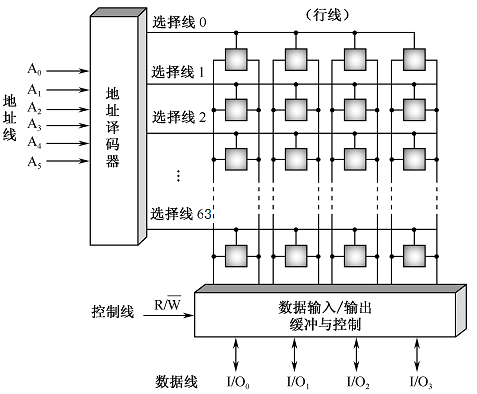 选择线 0
(行线)
A₀
A₁
A₂
A₃
A₄
A₅
地址线
地址译码器
选择线 1
选择线 2
⋮
选择线 63
控制线
R/W̅
数据输入/输出
缓冲与控制
数据线
I/O₀
I/O₁
I/O₂
I/O₃